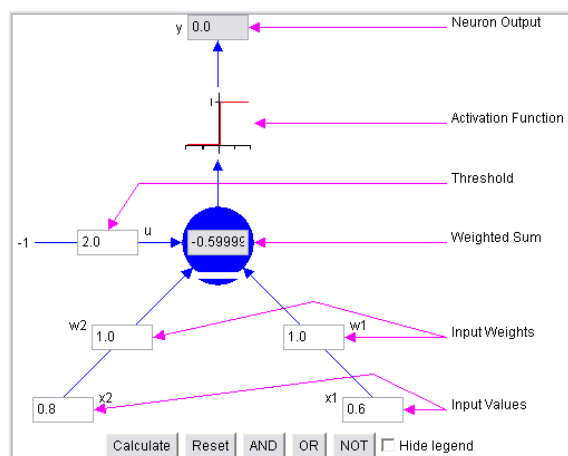 y 0.0 Neuron Output
Activation Function
Threshold
-1 2.0 u -0.59999 Weighted Sum
w2 1.0 1.0 w1 Input Weights
0.8 x2 x1 0.6 Input Values
Calculate Reset AND OR NOT Hide legend